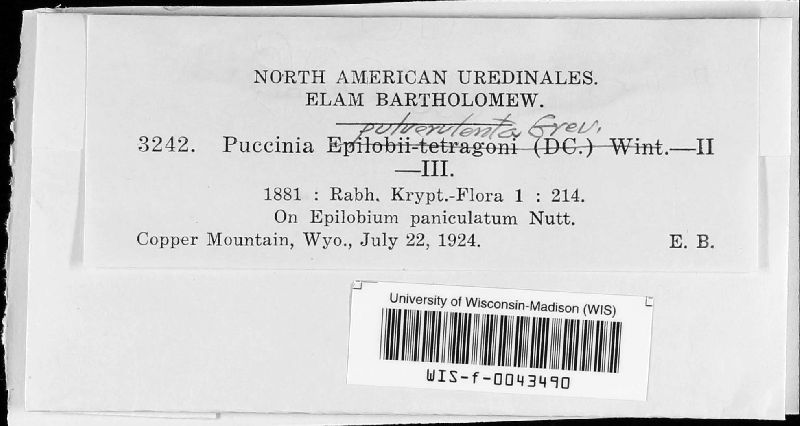 NORTH AMERICAN UREDINALES.
ELAM BARTHOLOMEW.
pulverulenta Grev.
3242. Puccinia Epilobii-tetragoni (DC.) Wint.—II
—III.
1881 : Rabh. Krypt.-Flora 1 : 214.
On Epilobium paniculatum Nutt.
Copper Mountain, Wyo., July 22, 1924. E. B.
University of Wisconsin-Madison (WIS)
WIS-f-0043490